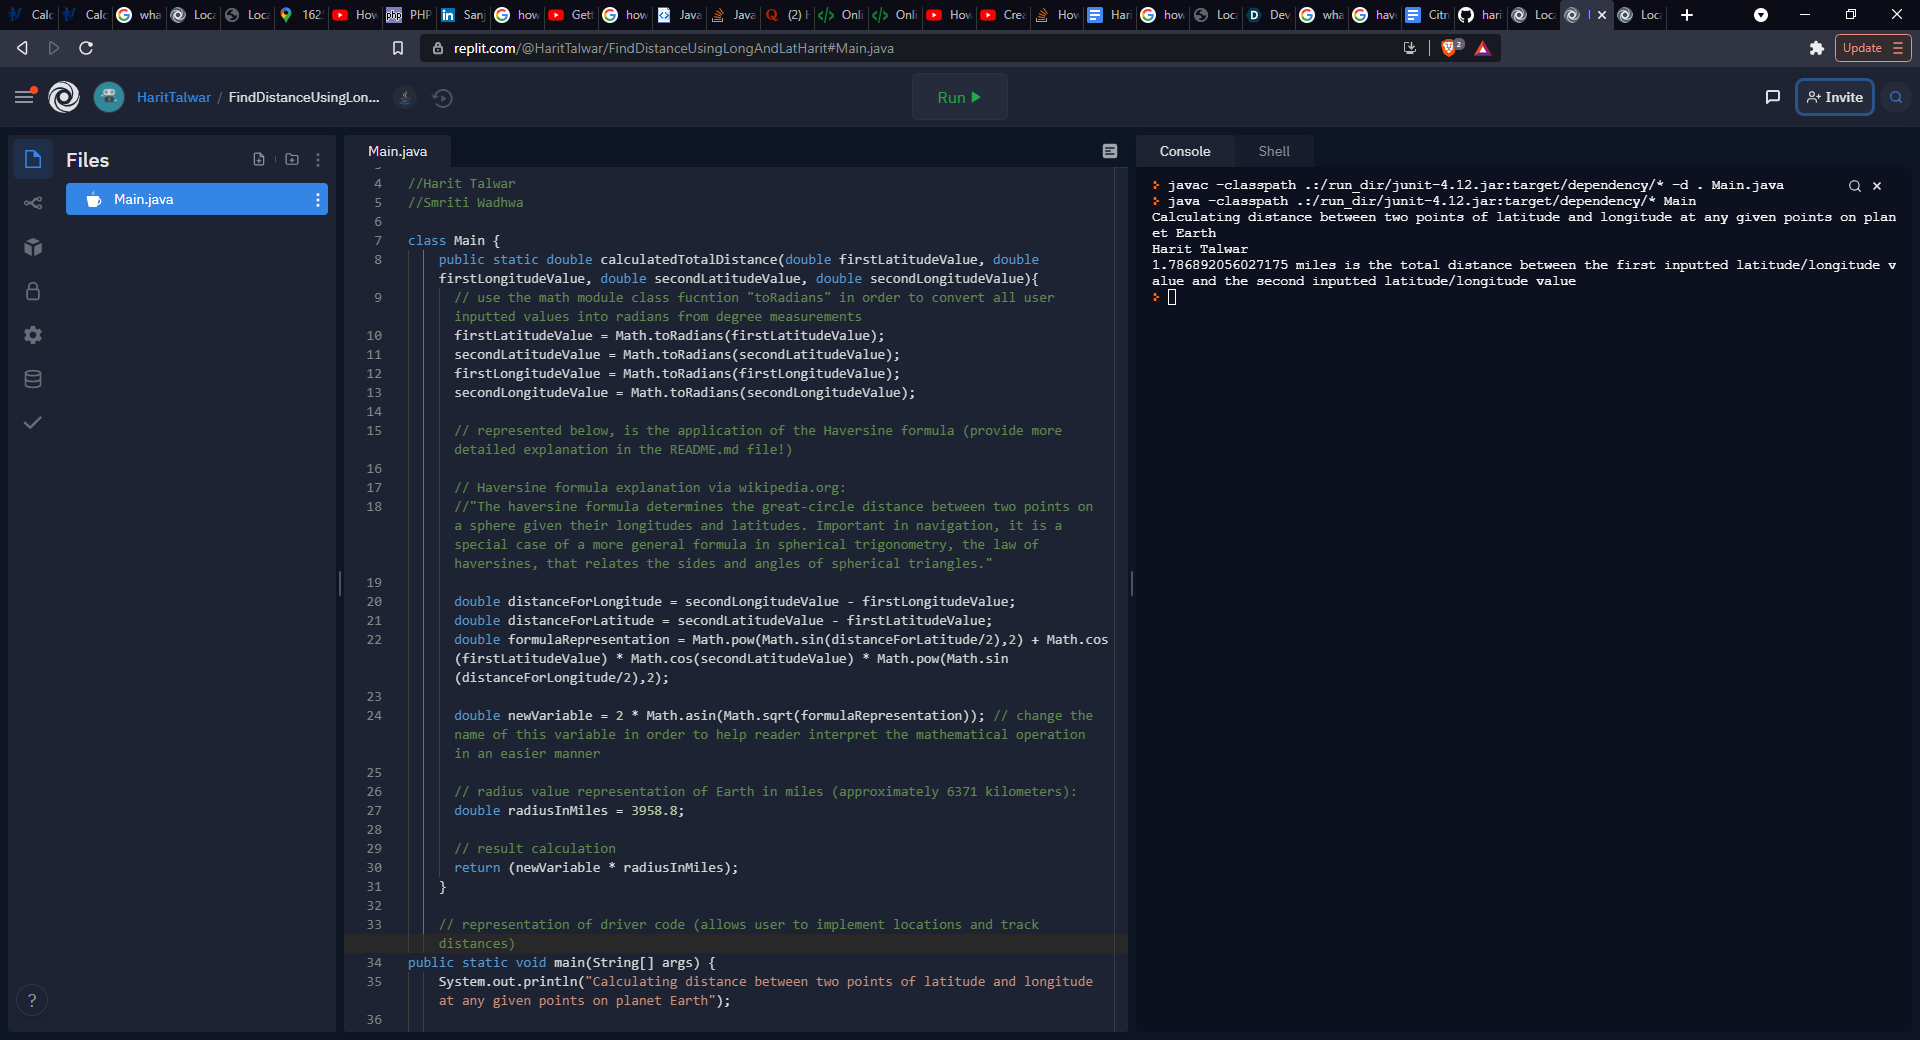 Calc
Calc
wha
Loca
Loca
162
How
PHP
Sanj
how
Gett
how
Java
Java
(2) H
Onli
Onli
How
Crea
How
Hari
how
Loca
Dev
wha
hav
Citr
hari
Loca
Loca
replit.com/@HaritTalwar/FindDistanceUsingLongAndLatHarit#Main.java
2
Update
HaritTalwar / FindDistanceUsingLon...
Run
Invite
Files
Main.java
Main.java
Console
Shell
4 //Harit Talwar
5 //Smriti Wadhwa
6
7 class Main {
8 public static double calculatedTotalDistance(double firstLatitudeValue, double
firstLongitudeValue, double secondLatitudeValue, double secondLongitudeValue){
9 // use the math module class fucntion "toRadians" in order to convert all user
inputted values into radians from degree measurements
10 firstLatitudeValue = Math.toRadians(firstLatitudeValue);
11 secondLatitudeValue = Math.toRadians(secondLatitudeValue);
12 firstLongitudeValue = Math.toRadians(firstLongitudeValue);
13 secondLongitudeValue = Math.toRadians(secondLongitudeValue);
14
15 // represented below, is the application of the Haversine formula (provide more
detailed explanation in the README.md file!)
16
17 // Haversine formula explanation via wikipedia.org:
18 //"The haversine formula determines the great-circle distance between two points on
a sphere given their longitudes and latitudes. Important in navigation, it is a
special case of a more general formula in spherical trigonometry, the law of
haversines, that relates the sides and angles of spherical triangles."
19
20 double distanceForLongitude = secondLongitudeValue - firstLongitudeValue;
21 double distanceForLatitude = secondLatitudeValue - firstLatitudeValue;
22 double formulaRepresentation = Math.pow(Math.sin(distanceForLatitude/2),2) + Math.cos
(firstLatitudeValue) * Math.cos(secondLatitudeValue) * Math.pow(Math.sin
(distanceForLongitude/2),2);
23
24 double newVariable = 2 * Math.asin(Math.sqrt(formulaRepresentation)); // change the
name of this variable in order to help reader interpret the mathematical operation
in an easier manner
25
26 // radius value representation of Earth in miles (approximately 6371 kilometers):
27 double radiusInMiles = 3958.8;
28
29 // result calculation
30 return (newVariable * radiusInMiles);
31 }
32
33 // representation of driver code (allows user to implement locations and track
distances)
34 public static void main(String[] args) {
35 System.out.println("Calculating distance between two points of latitude and longitude
at any given points on planet Earth");
36
javac -classpath .:/run_dir/junit-4.12.jar:target/dependency/* -d . Main.java
java -classpath .:/run_dir/junit-4.12.jar:target/dependency/* Main
Calculating distance between two points of latitude and longitude at any given points on plan
et Earth
Harit Talwar
1.786892056027175 miles is the total distance between the first inputted latitude/longitude v
alue and the second inputted latitude/longitude value
?